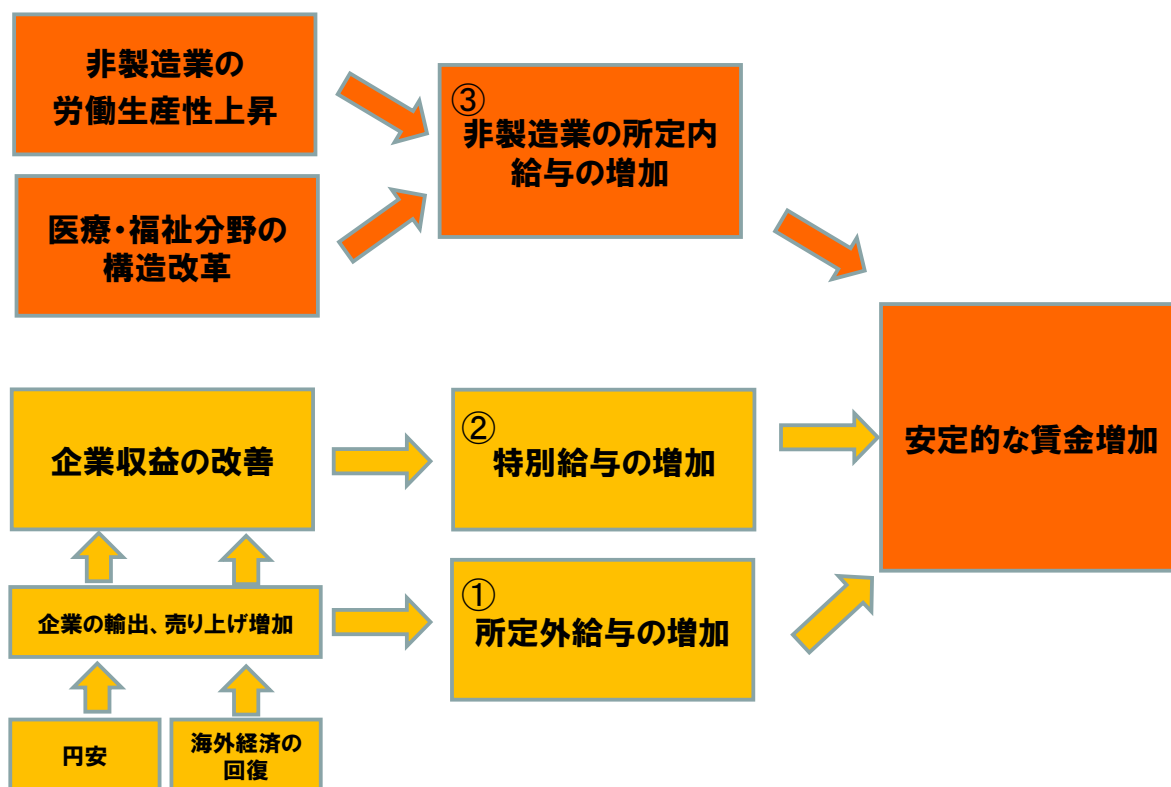 非製造業の
労働生産性上昇
医療・福祉分野の
構造改革
③
非製造業の所定内
給与の増加
企業収益の改善
②
特別給与の増加
安定的な賃金増加
企業の輸出、売り上げ増加
①
所定外給与の増加
円安
海外経済の
回復